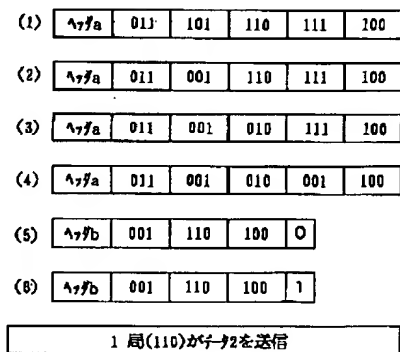 (1) ヘッダa 011 101 110 111 100
(2) ヘッダa 011 001 110 111 100
(3) ヘッダa 011 001 010 111 100
(4) ヘッダa 011 001 010 001 100
(5) ヘッダb 001 110 100 0
(6) ヘッダb 001 110 100 1
1 局(110)がデータ2を送信